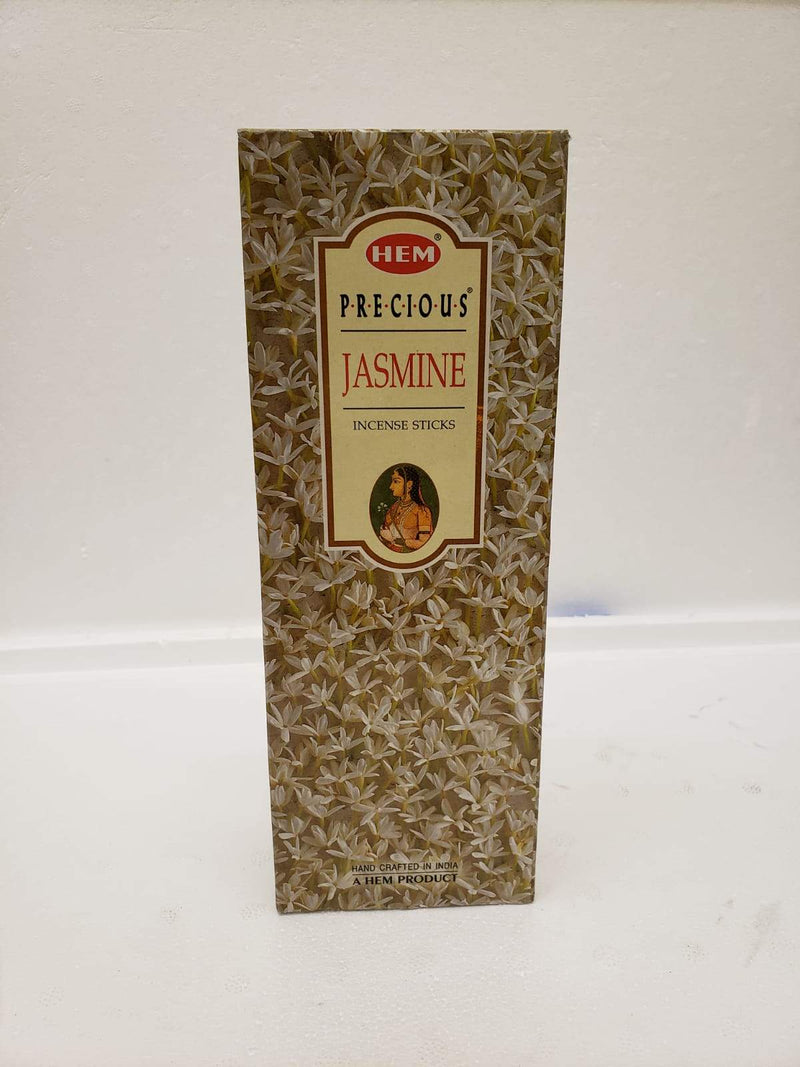 HEM®
P·R·E·C·I·O·U·S®
JASMINE
INCENSE STICKS
HAND CRAFTED IN INDIA
A HEM PRODUCT